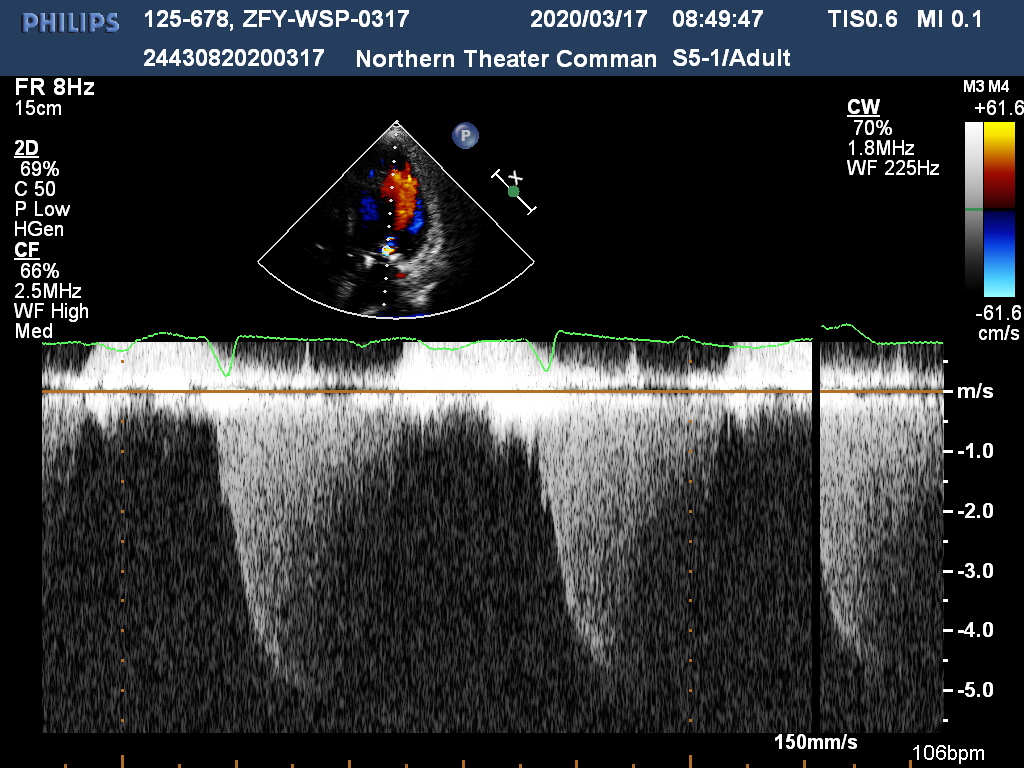 PHILIPS 125-678, ZFY-WSP-0317 2020/03/17 08:49:47 TIS0.6 MI 0.1
24430820200317 Northern Theater Comman S5-1/Adult
FR 8Hz
15cm
2D
69%
C 50
P Low
HGen
CF
66%
2.5MHz
WF High
Med
P
CW
70%
1.8MHz
WF 225Hz
M3 M4
+61.6
-61.6
cm/s
m/s
-1.0
-2.0
-3.0
-4.0
-5.0
150mm/s
106bpm